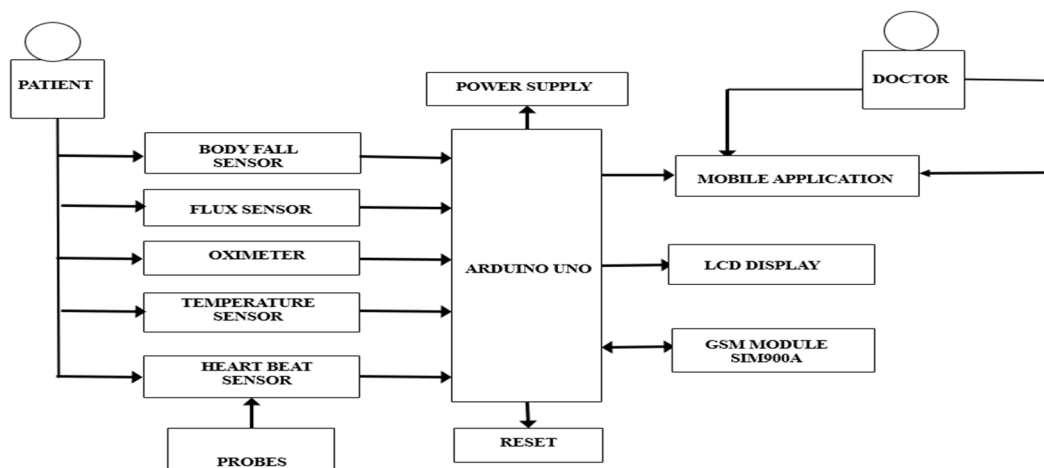 PATIENT
DOCTOR
POWER SUPPLY
BODY FALL
SENSOR
MOBILE APPLICATION
FLUX SENSOR
OXIMETER
ARDUINO UNO
LCD DISPLAY
TEMPERATURE
SENSOR
GSM MODULE
SIM900A
HEART BEAT
SENSOR
RESET
PROBES